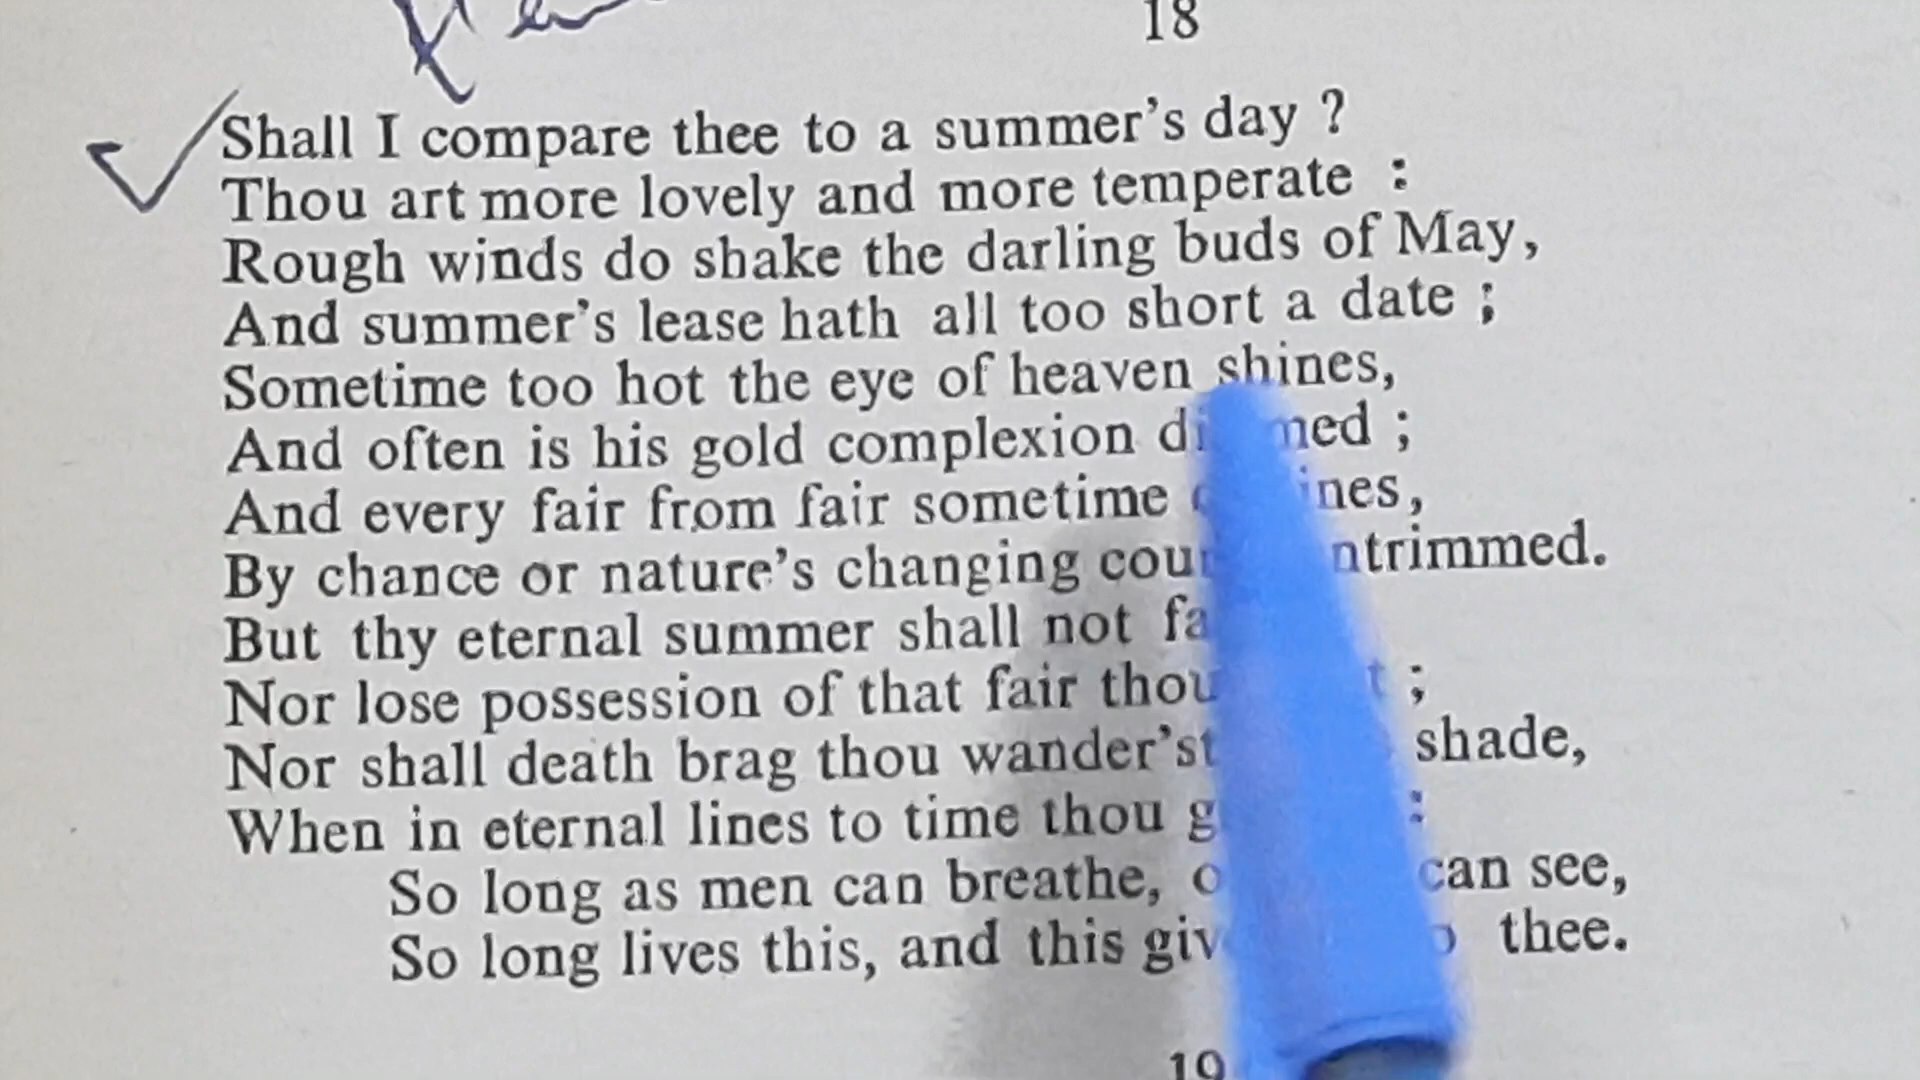 18
Shall I compare thee to a summer's day ?
Thou art more lovely and more temperate :
Rough winds do shake the darling buds of May,
And summer's lease hath all too short a date ;
Sometime too hot the eye of heaven shines,
And often is his gold complexion ;
And every fair from fair sometime
By chance or nature's changing
But thy eternal summer shall not
Nor lose possession of that fair ;
Nor shall death brag thou wander'st shade,
When in eternal lines to time thou :
So long as men can breathe, can see,
So long lives this, and this thee.
19